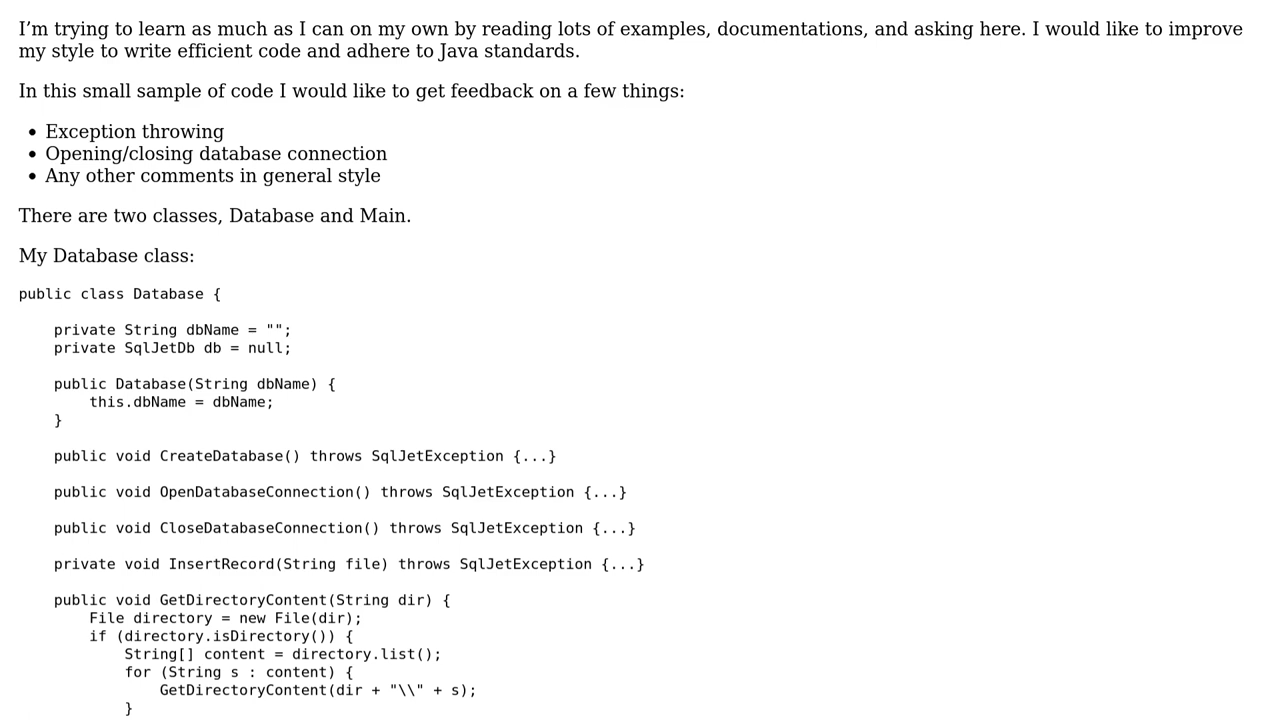 I’m trying to learn as much as I can on my own by reading lots of examples, documentations, and asking here. I would like to improve
my style to write efficient code and adhere to Java standards.
In this small sample of code I would like to get feedback on a few things:
• Exception throwing
• Opening/closing database connection
• Any other comments in general style
There are two classes, Database and Main.
My Database class:
public class Database {
    private String dbName = "";
    private SqlJetDb db = null;
    public Database(String dbName) {
        this.dbName = dbName;
    }
    public void CreateDatabase() throws SqlJetException {...}
    public void OpenDatabaseConnection() throws SqlJetException {...}
    public void CloseDatabaseConnection() throws SqlJetException {...}
    private void InsertRecord(String file) throws SqlJetException {...}
    public void GetDirectoryContent(String dir) {
        File directory = new File(dir);
        if (directory.isDirectory()) {
            String[] content = directory.list();
            for (String s : content) {
                GetDirectoryContent(dir + "\\" + s);
            }